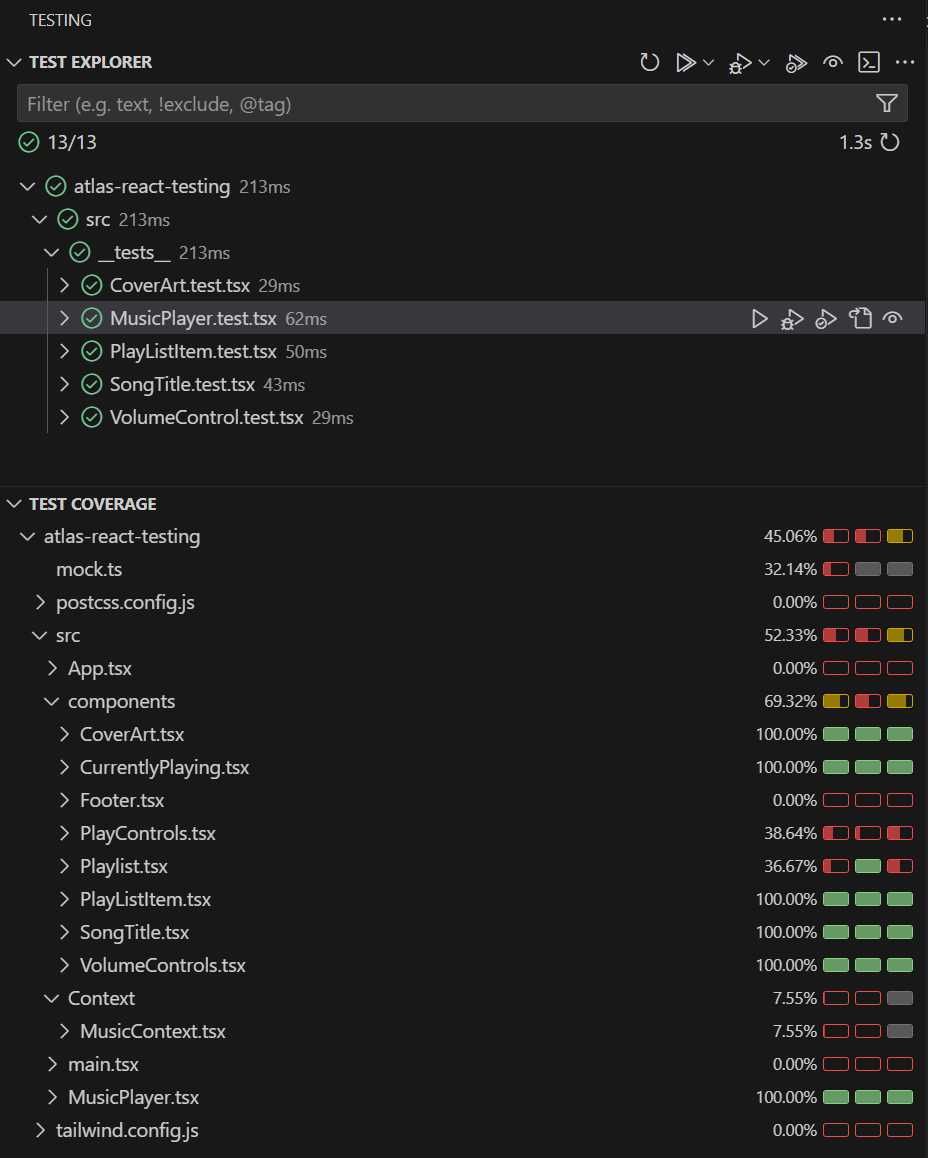 TESTING
TEST EXPLORER
Filter (e.g. text, !exclude, @tag)
13/13 1.3s
atlas-react-testing 213ms
src 213ms
__tests__ 213ms
CoverArt.test.tsx 29ms
MusicPlayer.test.tsx 62ms
PlayListItem.test.tsx 50ms
SongTitle.test.tsx 43ms
VolumeControl.test.tsx 29ms
TEST COVERAGE
atlas-react-testing 45.06%
mock.ts 32.14%
postcss.config.js 0.00%
src 52.33%
App.tsx 0.00%
components 69.32%
CoverArt.tsx 100.00%
CurrentlyPlaying.tsx 100.00%
Footer.tsx 0.00%
PlayControls.tsx 38.64%
Playlist.tsx 36.67%
PlayListItem.tsx 100.00%
SongTitle.tsx 100.00%
VolumeControls.tsx 100.00%
Context 7.55%
MusicContext.tsx 7.55%
main.tsx 0.00%
MusicPlayer.tsx 100.00%
tailwind.config.js 0.00%